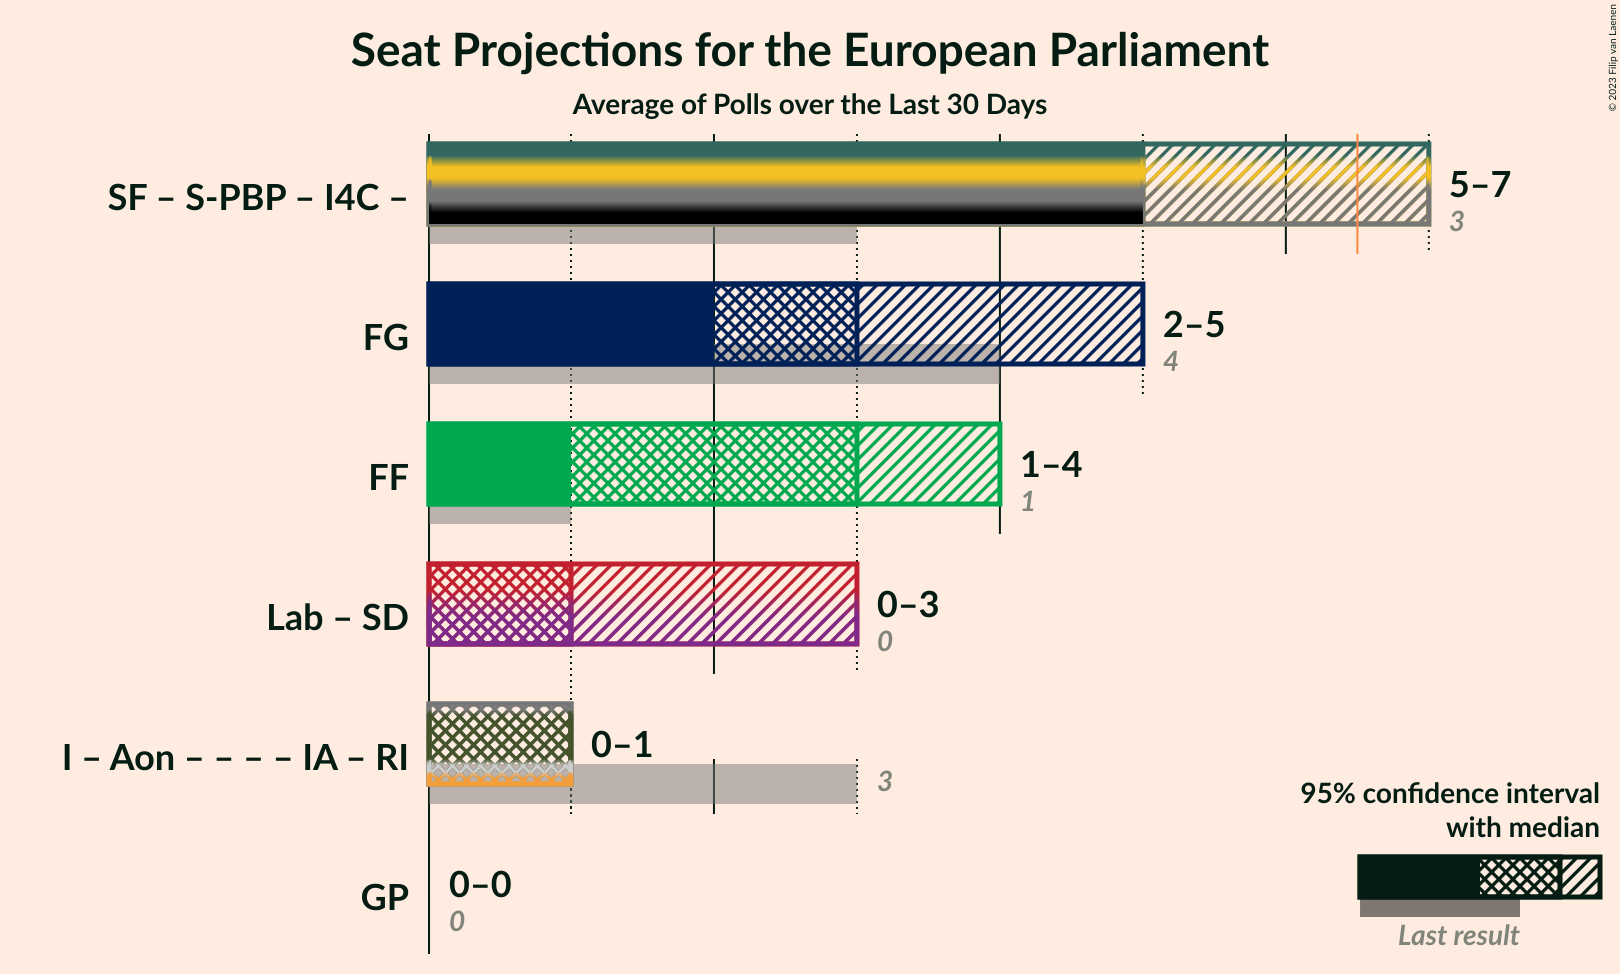 Seat Projections for the European Parliament
Average of Polls over the Last 30 Days
© 2023 Filip van Laenen
SF – S-PBP – I4C –
5–7
3
FG
2–5
4
FF
1–4
1
Lab – SD
0–3
0
I – Aon – – – – IA – RI
0–1
3
GP
0–0
0
95% confidence interval
with median
Last result